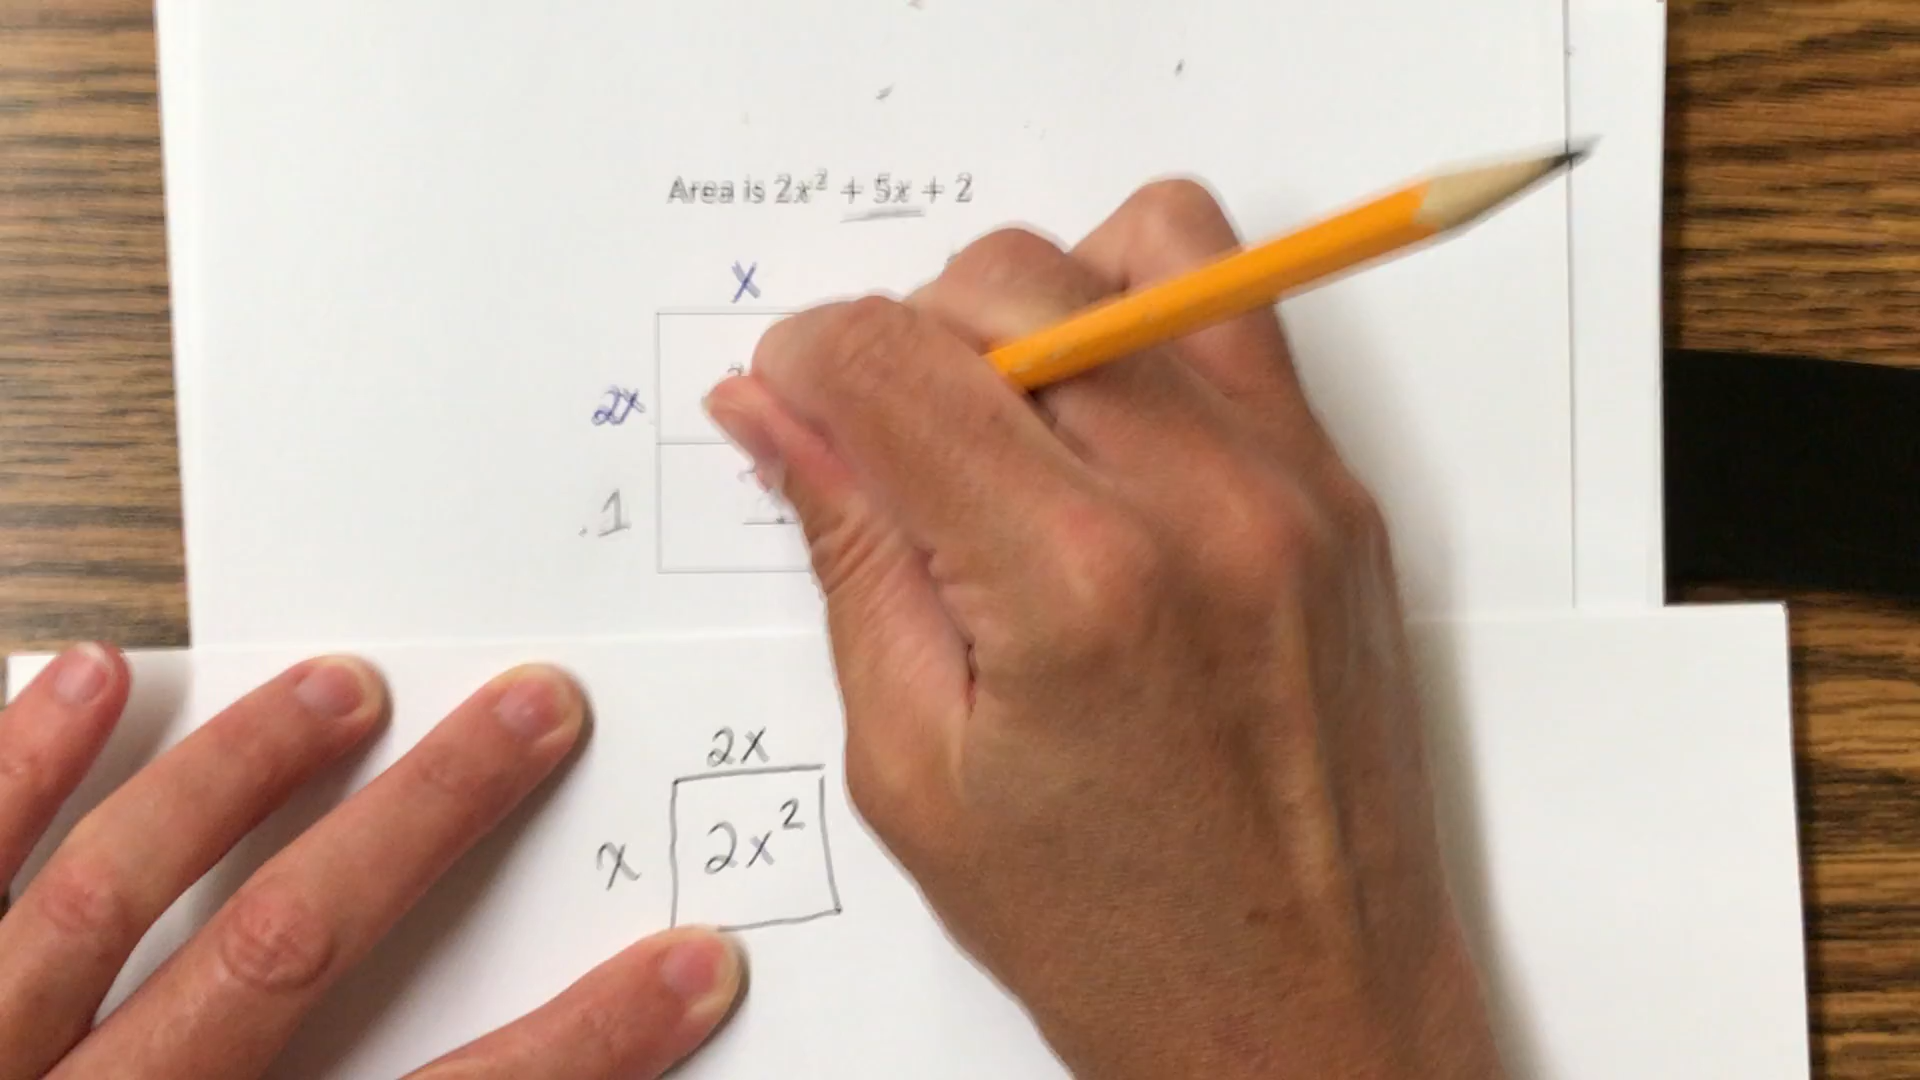 Area is 2x² + 5x + 2
x
2x
1
2x
x
2x²